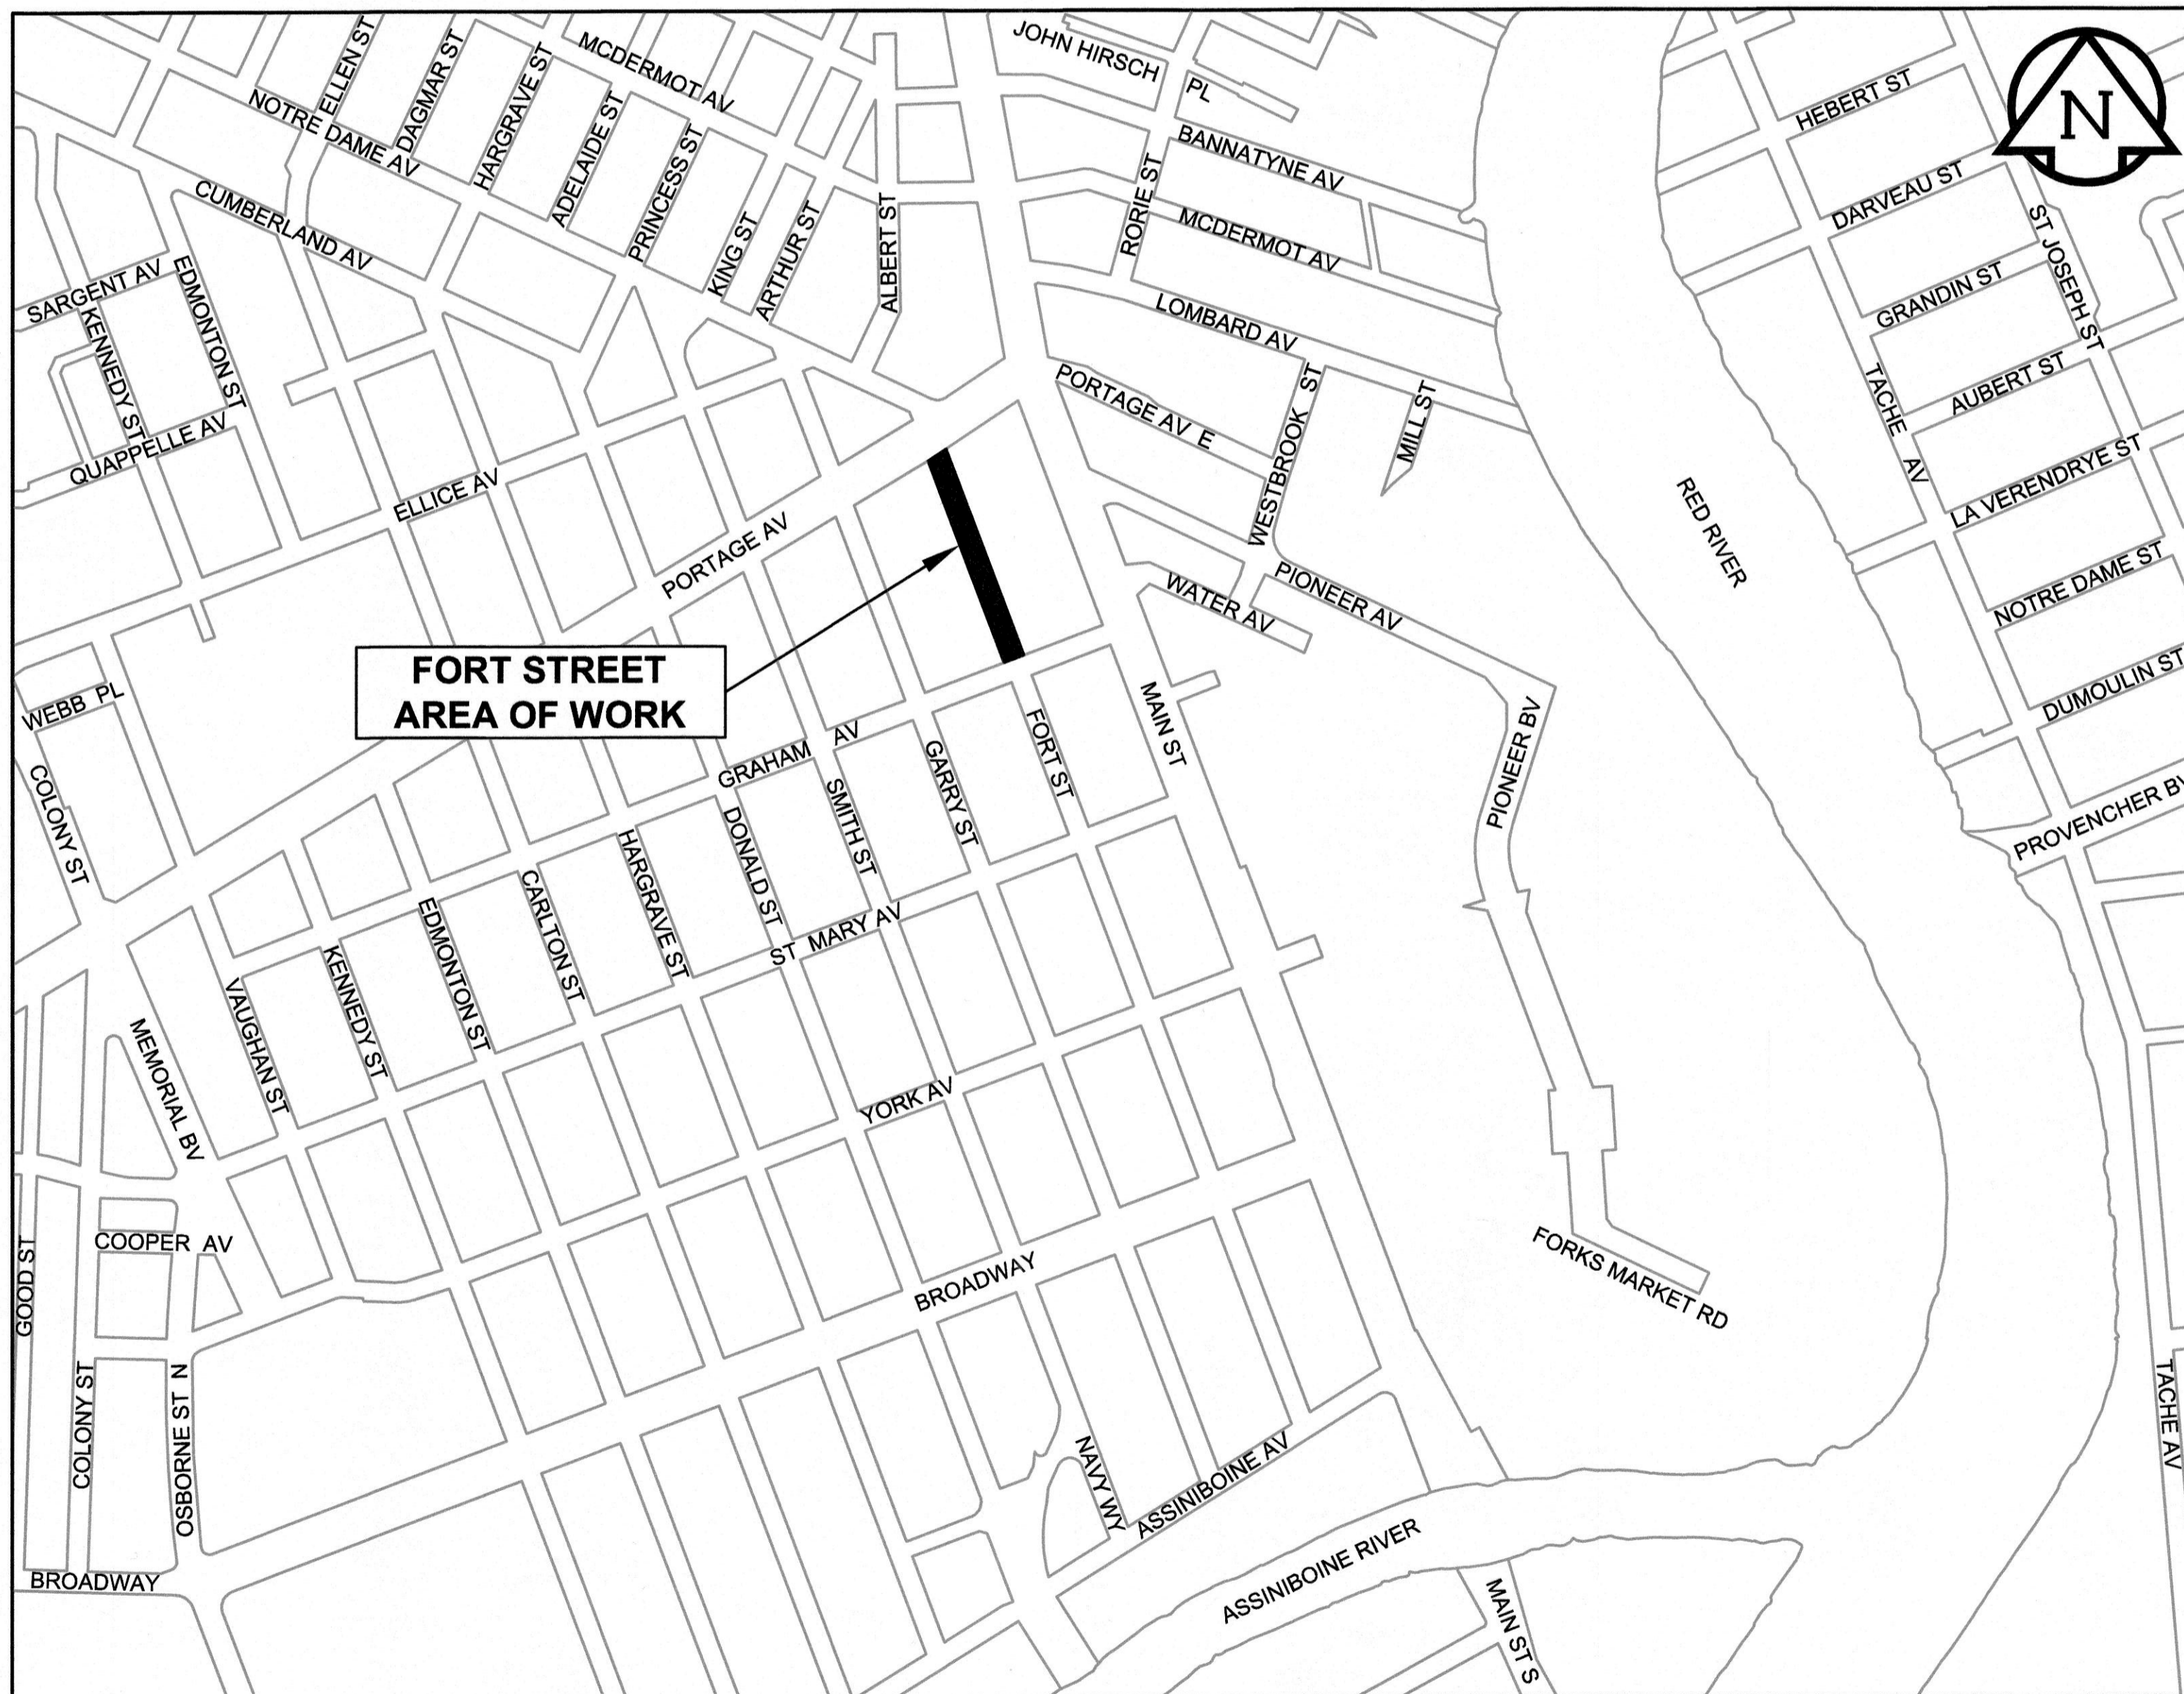 ELLEN ST
DAGMAR ST
HARGRAVE ST
MCDERMOT AV
JOHN HIRSCH
PL
NOTRE DAME AV
ADELAIDE ST
PRINCESS ST
KING ST
ARTHUR ST
ALBERT ST
RORIE ST
BANNATYNE AV
MCDERMOT AV
HEBERT ST
N
DARVEAU ST
ST JOSEPH ST
CUMBERLAND AV
SARGENT AV
EDMONTON ST
KENNEDY ST
LOMBARD AV
GRANDIN ST
AUBERT ST
TACHE AV
QUAPPELLE AV
ELLICE AV
PORTAGE AV E
WESTBROOK ST
MILL ST
LA VERENDRYE ST
RED RIVER
PORTAGE AV
WATER AV
PIONEER AV
NOTRE DAME ST
FORT STREET
AREA OF WORK
DUMOULIN ST
WEBB PL
COLONY ST
GRAHAM AV
FORT ST
MAIN ST
PIONEER BV
GARRY ST
SMITH ST
DONALD ST
HARGRAVE ST
CARLTON ST
EDMONTON ST
KENNEDY ST
VAUGHAN ST
MEMORIAL BV
ST MARY AV
PROVENCHER BV
YORK AV
COOPER AV
GOOD ST
BROADWAY
FORKS MARKET RD
COLONY ST
OSBORNE ST N
NAVY WY
ASSINIBOINE AV
TACHE AV
BROADWAY
ASSINIBOINE RIVER
MAIN ST S